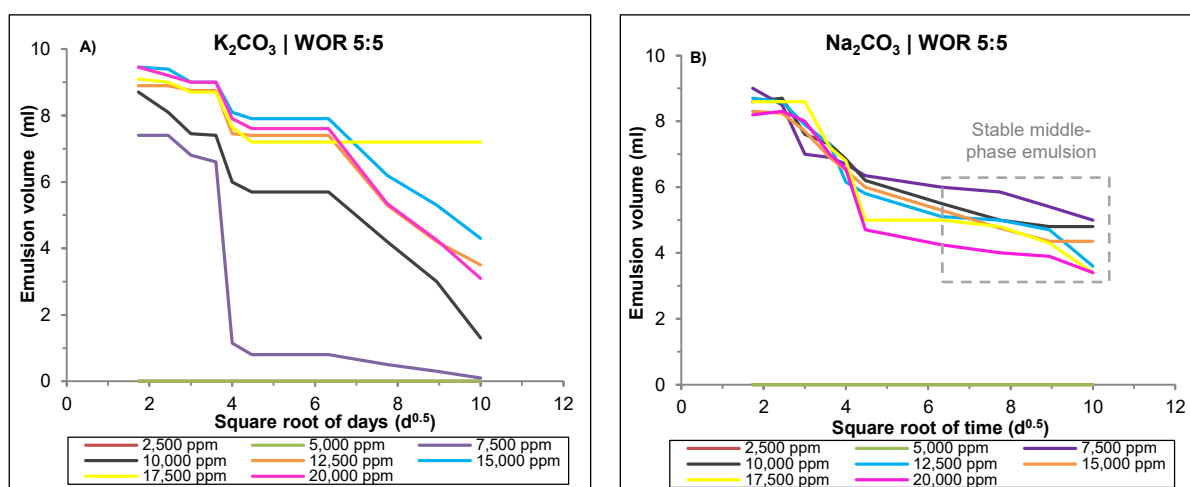 K₂CO₃ | WOR 5:5
A)
Emulsion volume (ml)
10
8
6
4
2
0
0 2 4 6 8 10 12
Square root of days (d⁰·⁵)
2,500 ppm 5,000 ppm 7,500 ppm
10,000 ppm 12,500 ppm 15,000 ppm
17,500 ppm 20,000 ppm
Na₂CO₃ | WOR 5:5
B)
Emulsion volume (ml)
10
8
6
4
2
0
Stable middle-
phase emulsion
0 2 4 6 8 10 12
Square root of time (d⁰·⁵)
2,500 ppm 5,000 ppm 7,500 ppm
10,000 ppm 12,500 ppm 15,000 ppm
17,500 ppm 20,000 ppm